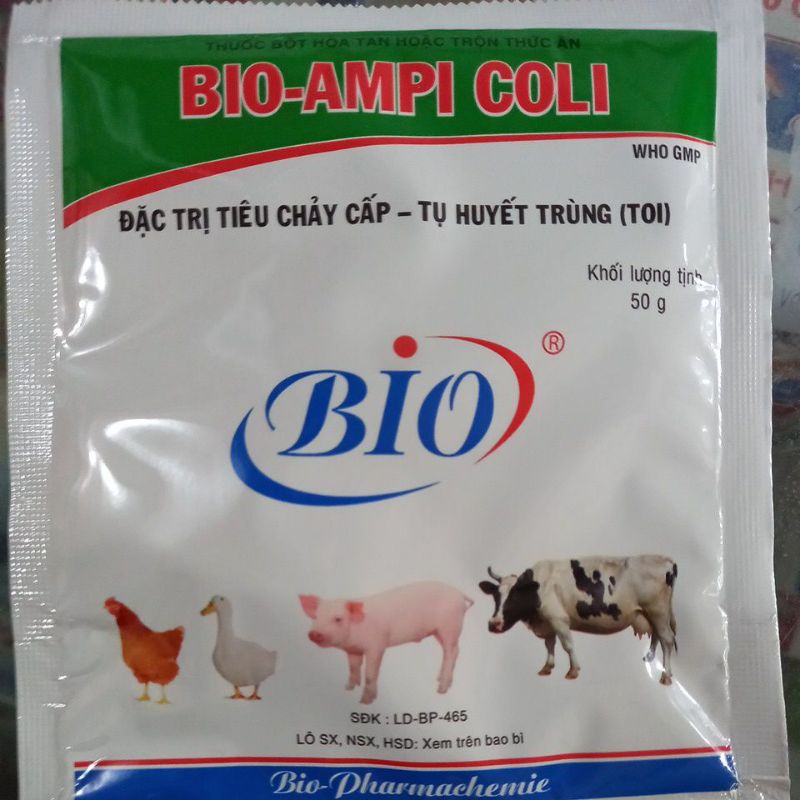 THUỐC BỘT HÒA TAN HOẶC TRỘN THỨC ĂN
BIO-AMPI COLI
WHO GMP
ĐẶC TRỊ TIÊU CHẢY CẤP – TỤ HUYẾT TRÙNG (TOI)
Khối lượng tịnh
50 g
BIO®
SĐK : LD-BP-465
LÔ SX, NSX, HSD: Xem trên bao bì
Bio-Pharmachemie